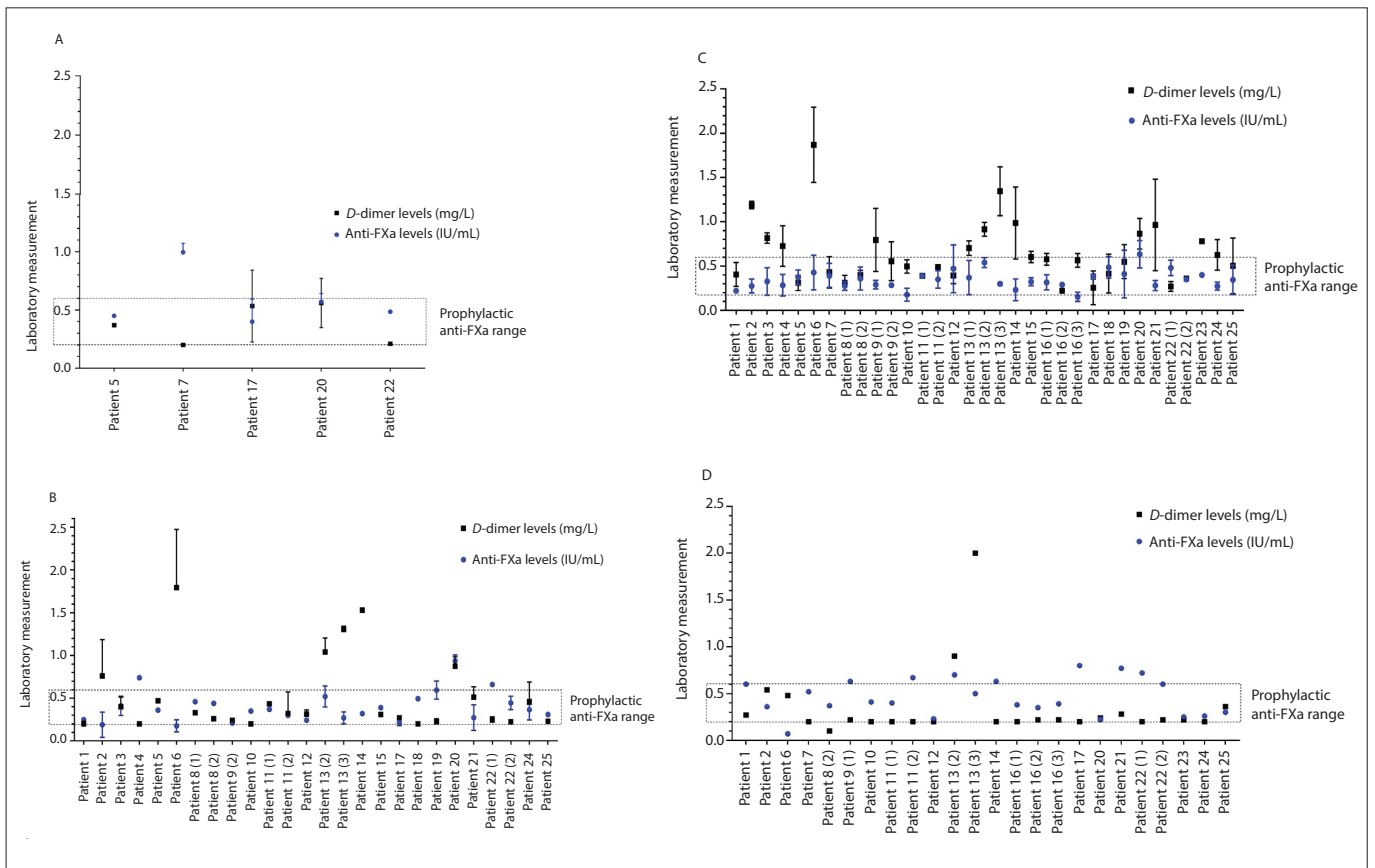 A
2.5
2.0
1.5
1.0
0.5
0.0
Laboratory measurement
D-dimer levels (mg/L)
Anti-FXa levels (IU/mL)
Prophylactic
anti-FXa range
Patient 5
Patient 7
Patient 17
Patient 20
Patient 22
B
2.5
2.0
1.5
1.0
0.5
0.0
Laboratory measurement
D-dimer levels (mg/L)
Anti-FXa levels (IU/mL)
Prophylactic
anti-FXa range
Patient 1
Patient 2
Patient 3
Patient 4
Patient 5
Patient 6
Patient 8 (1)
Patient 8 (2)
Patient 9 (2)
Patient 10
Patient 11 (1)
Patient 11 (2)
Patient 12
Patient 13 (2)
Patient 13 (3)
Patient 14
Patient 15
Patient 17
Patient 18
Patient 19
Patient 20
Patient 21
Patient 22 (1)
Patient 22 (2)
Patient 24
Patient 25
C
2.5
2.0
1.5
1.0
0.5
0.0
Laboratory measurement
D-dimer levels (mg/L)
Anti-FXa levels (IU/mL)
Prophylactic
anti-FXa range
Patient 1
Patient 2
Patient 3
Patient 4
Patient 5
Patient 6
Patient 7
Patient 8 (1)
Patient 8 (2)
Patient 9 (1)
Patient 9 (2)
Patient 10
Patient 11 (1)
Patient 11 (2)
Patient 12
Patient 13 (1)
Patient 13 (2)
Patient 13 (3)
Patient 14
Patient 15
Patient 16 (1)
Patient 16 (2)
Patient 16 (3)
Patient 17
Patient 18
Patient 19
Patient 20
Patient 21
Patient 22 (1)
Patient 22 (2)
Patient 23
Patient 24
Patient 25
D
2.5
2.0
1.5
1.0
0.5
0.0
Laboratory measurement
D-dimer levels (mg/L)
Anti-FXa levels (IU/mL)
Prophylactic
anti-FXa range
Patient 1
Patient 2
Patient 6
Patient 7
Patient 8 (2)
Patient 9 (1)
Patient 10
Patient 11 (1)
Patient 11 (2)
Patient 12
Patient 13 (2)
Patient 13 (3)
Patient 14
Patient 16 (1)
Patient 16 (2)
Patient 16 (3)
Patient 17
Patient 20
Patient 21
Patient 22 (1)
Patient 22 (2)
Patient 23
Patient 24
Patient 25